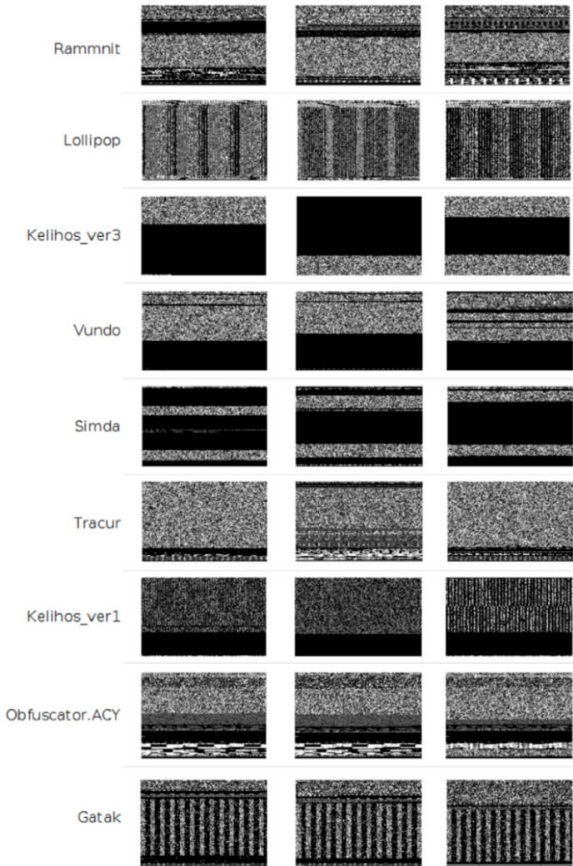 Rammnit
Lollipop
Kelihos_ver3
Vundo
Simda
Tracur
Kelihos_ver1
Obfuscator.ACY
Gatak